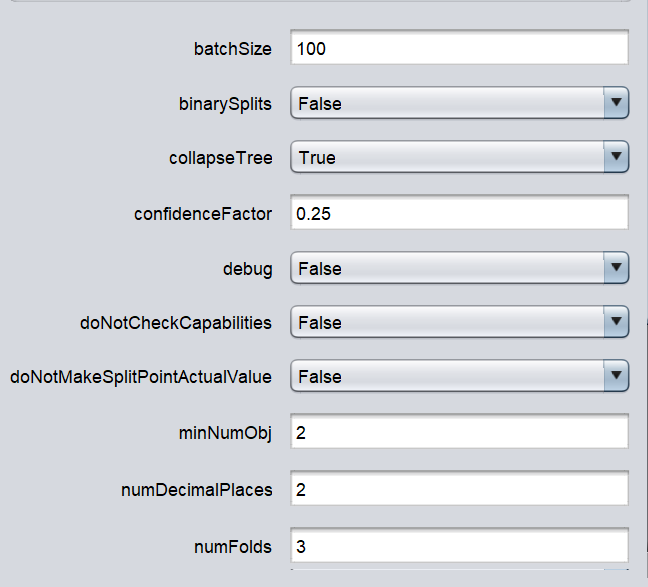 batchSize 100
binarySplits False
collapseTree True
confidenceFactor 0.25
debug False
doNotCheckCapabilities False
doNotMakeSplitPointActualValue False
minNumObj 2
numDecimalPlaces 2
numFolds 3